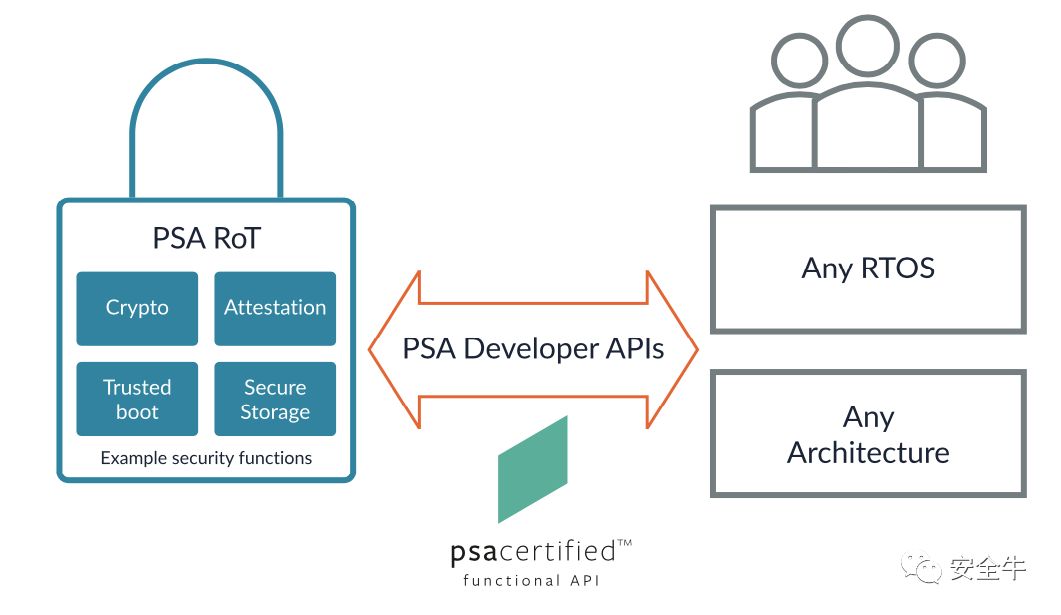 PSA RoT
Crypto
Attestation
Trusted
boot
Secure
Storage
Example security functions
PSA Developer APIs
psacertified™
functional API
Any RTOS
Any
Architecture
安全牛